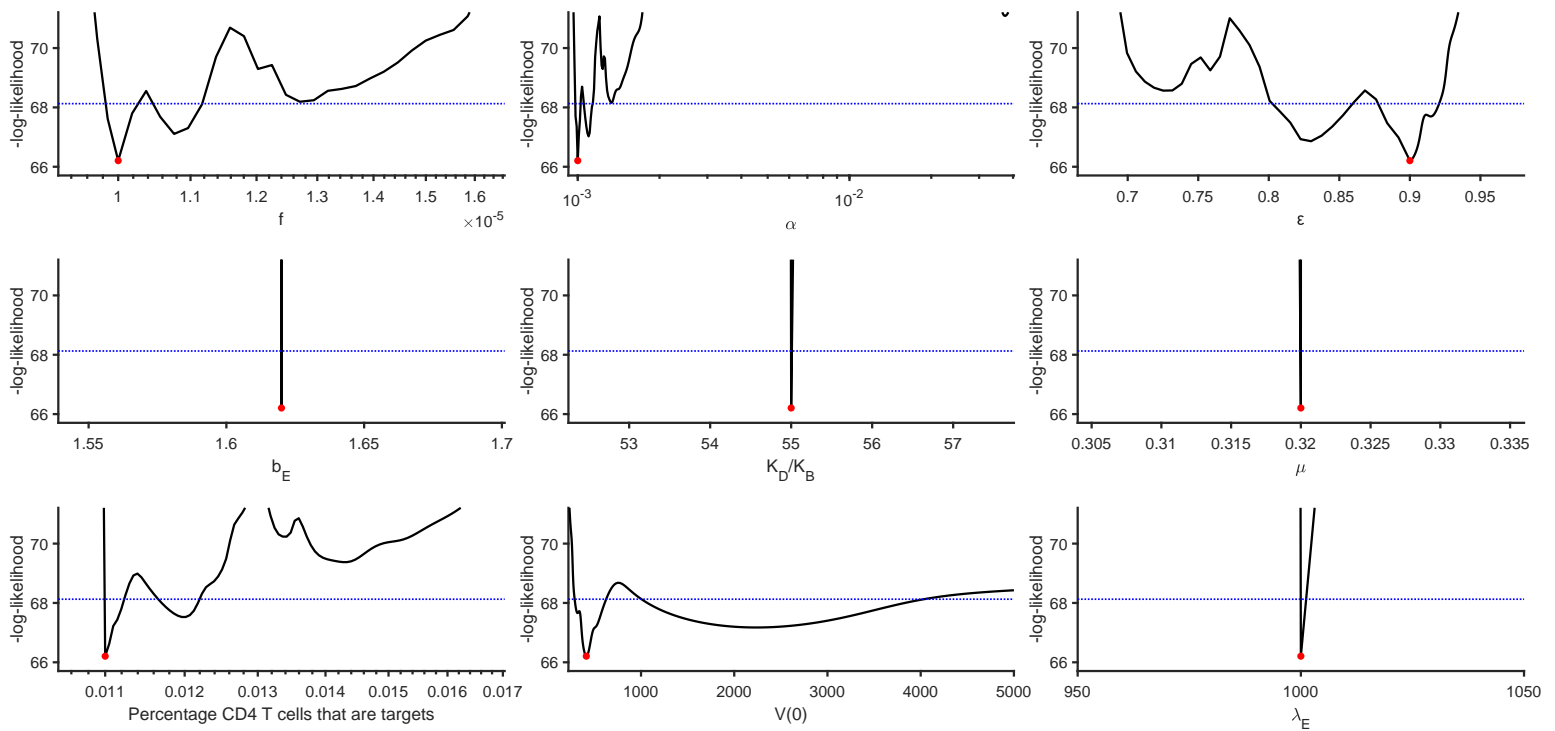 -log-likelihood
70
68
66
1 1.1 1.2 1.3 1.4 1.5 1.6
×10-5
f
-log-likelihood
70
68
66
10-3 10-2
α
-log-likelihood
70
68
66
0.7 0.75 0.8 0.85 0.9 0.95
ε
-log-likelihood
70
68
66
1.55 1.6 1.65 1.7
bE
-log-likelihood
70
68
66
53 54 55 56 57
KD/KB
-log-likelihood
70
68
66
0.305 0.31 0.315 0.32 0.325 0.33 0.335
μ
-log-likelihood
70
68
66
0.011 0.012 0.013 0.014 0.015 0.016 0.017
Percentage CD4 T cells that are targets
-log-likelihood
70
68
66
1000 2000 3000 4000 5000
V(0)
-log-likelihood
70
68
66
950 1000 1050
λE